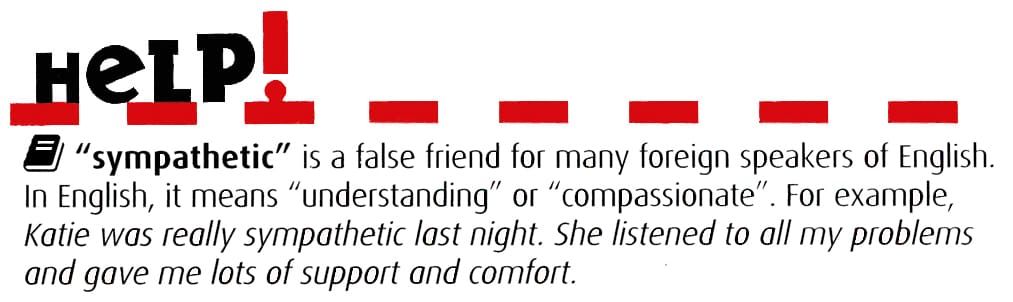 HeLP!
“sympathetic” is a false friend for many foreign speakers of English.
In English, it means “understanding” or “compassionate”. For example,
Katie was really sympathetic last night. She listened to all my problems
and gave me lots of support and comfort.